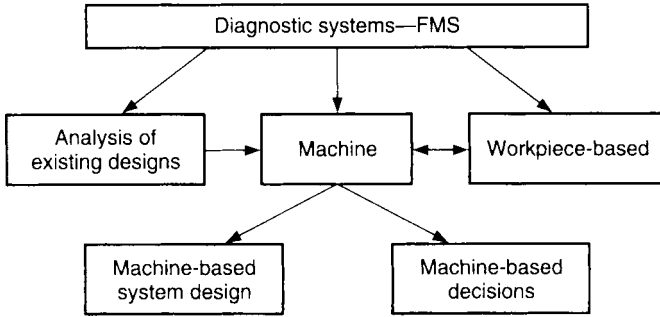 Diagnostic systems—FMS
Analysis of
existing designs
Machine
Workpiece-based
Machine-based
system design
Machine-based
decisions